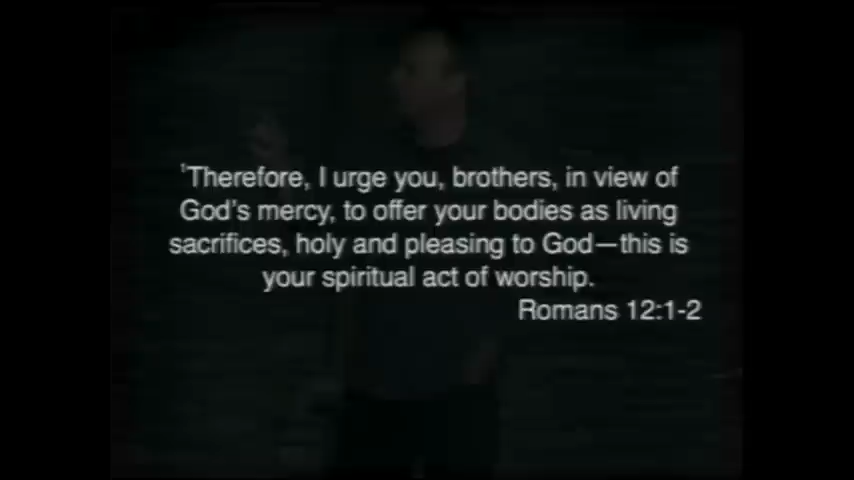 ¹Therefore, I urge you, brothers, in view of
God's mercy, to offer your bodies as living
sacrifices, holy and pleasing to God—this is
your spiritual act of worship.
Romans 12:1-2